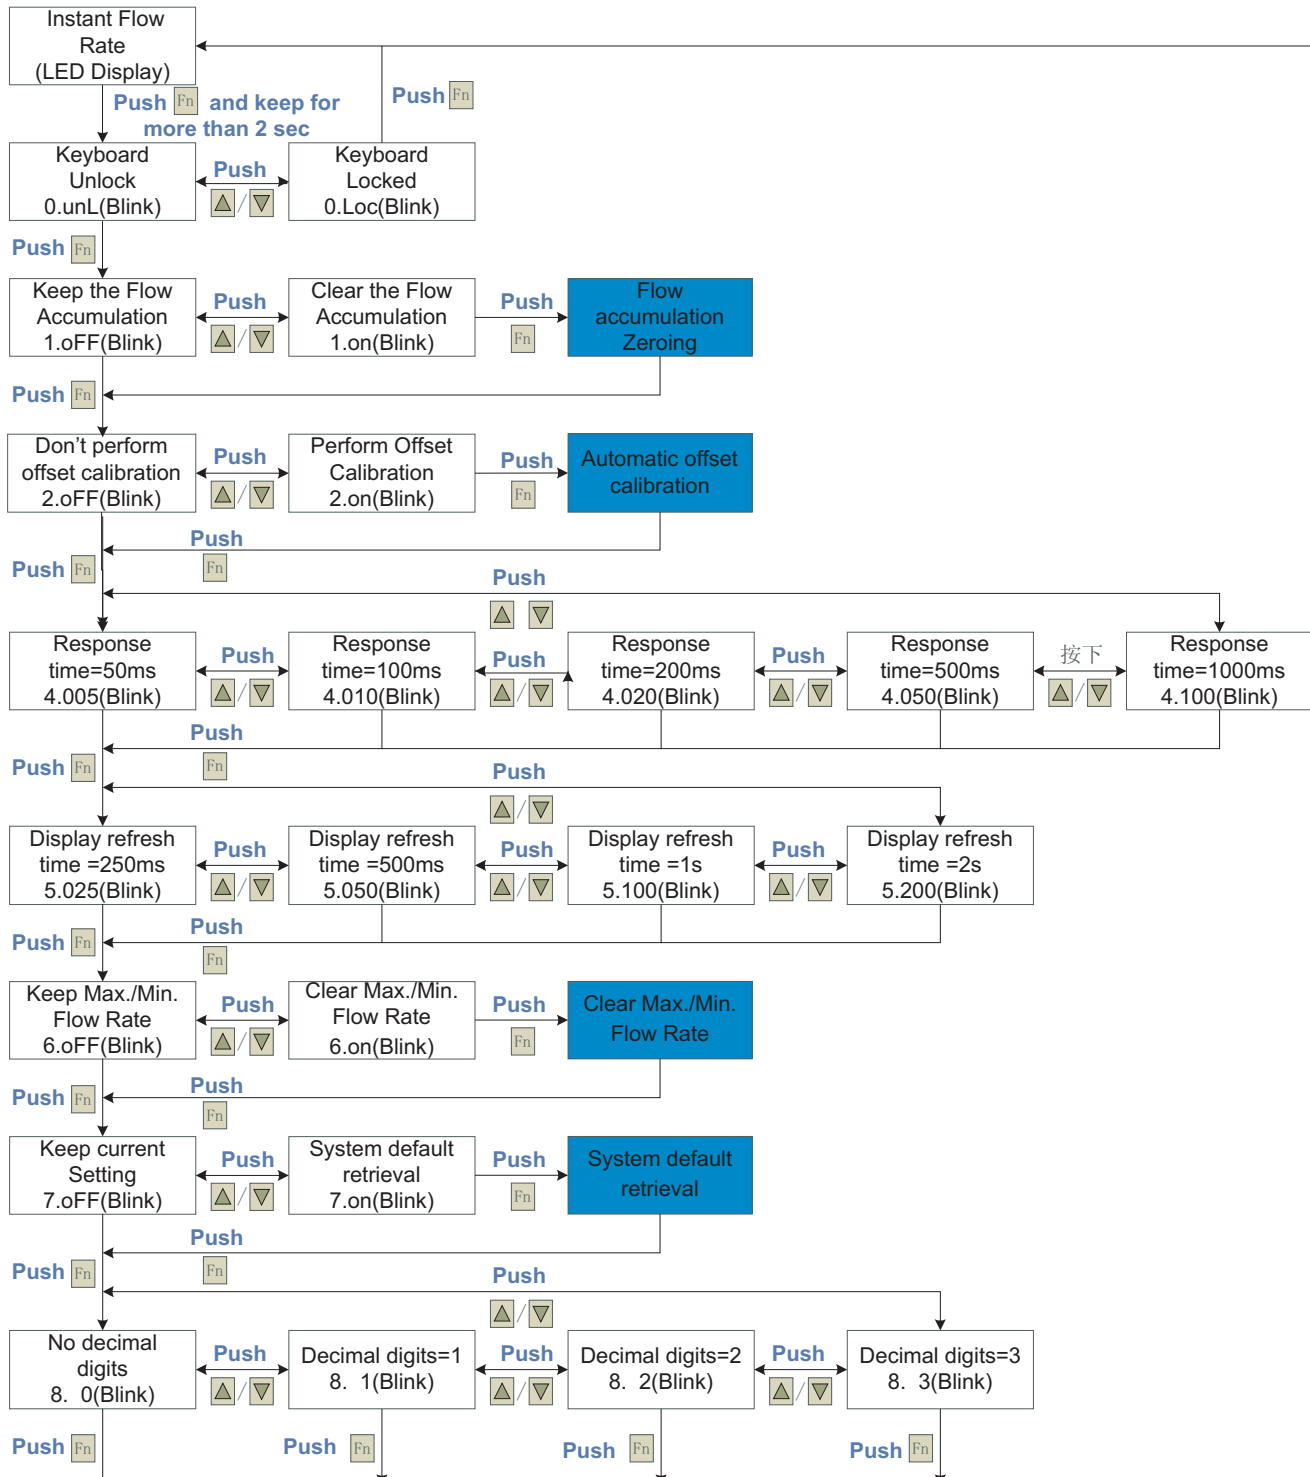 Instant Flow
Rate
(LED Display)
Push Fn and keep for
more than 2 sec
Push Fn
Keyboard
Unlock
0.unL(Blink)
Push
/
Keyboard
Locked
0.Loc(Blink)
Push Fn
Keep the Flow
Accumulation
1.oFF(Blink)
Push
/
Clear the Flow
Accumulation
1.on(Blink)
Push
Fn
Flow
accumulation
Zeroing
Push Fn
Don't perform
offset calibration
2.oFF(Blink)
Push
/
Perform Offset
Calibration
2.on(Blink)
Push
Fn
Automatic offset
calibration
Push
Fn
Push Fn
Push
Response
time=50ms
4.005(Blink)
Push
/
Response
time=100ms
4.010(Blink)
Push
/
Response
time=200ms
4.020(Blink)
Push
/
Response
time=500ms
4.050(Blink)
按下
/
Response
time=1000ms
4.100(Blink)
Push
Fn
Push Fn
Push
/
Display refresh
time =250ms
5.025(Blink)
Push
/
Display refresh
time =500ms
5.050(Blink)
Push
/
Display refresh
time =1s
5.100(Blink)
Push
/
Display refresh
time =2s
5.200(Blink)
Push
Fn
Push Fn
Keep Max./Min.
Flow Rate
6.oFF(Blink)
Push
/
Clear Max./Min.
Flow Rate
6.on(Blink)
Push
Fn
Clear Max./Min.
Flow Rate
Push
Fn
Push Fn
Keep current
Setting
7.oFF(Blink)
Push
/
System default
retrieval
7.on(Blink)
Push
Fn
System default
retrieval
Push
Fn
Push Fn
Push
/
No decimal
digits
8. 0(Blink)
Push
/
Decimal digits=1
8. 1(Blink)
Push
/
Decimal digits=2
8. 2(Blink)
Push
/
Decimal digits=3
8. 3(Blink)
Push Fn
Push Fn
Push Fn
Push Fn